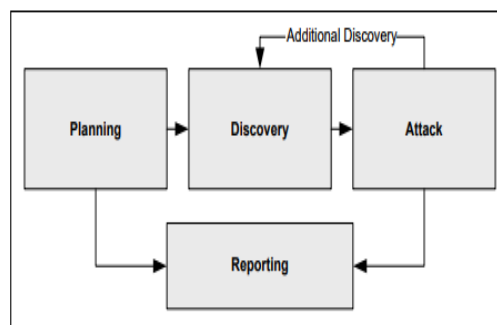 Additional Discovery
Planning
Discovery
Attack
Reporting